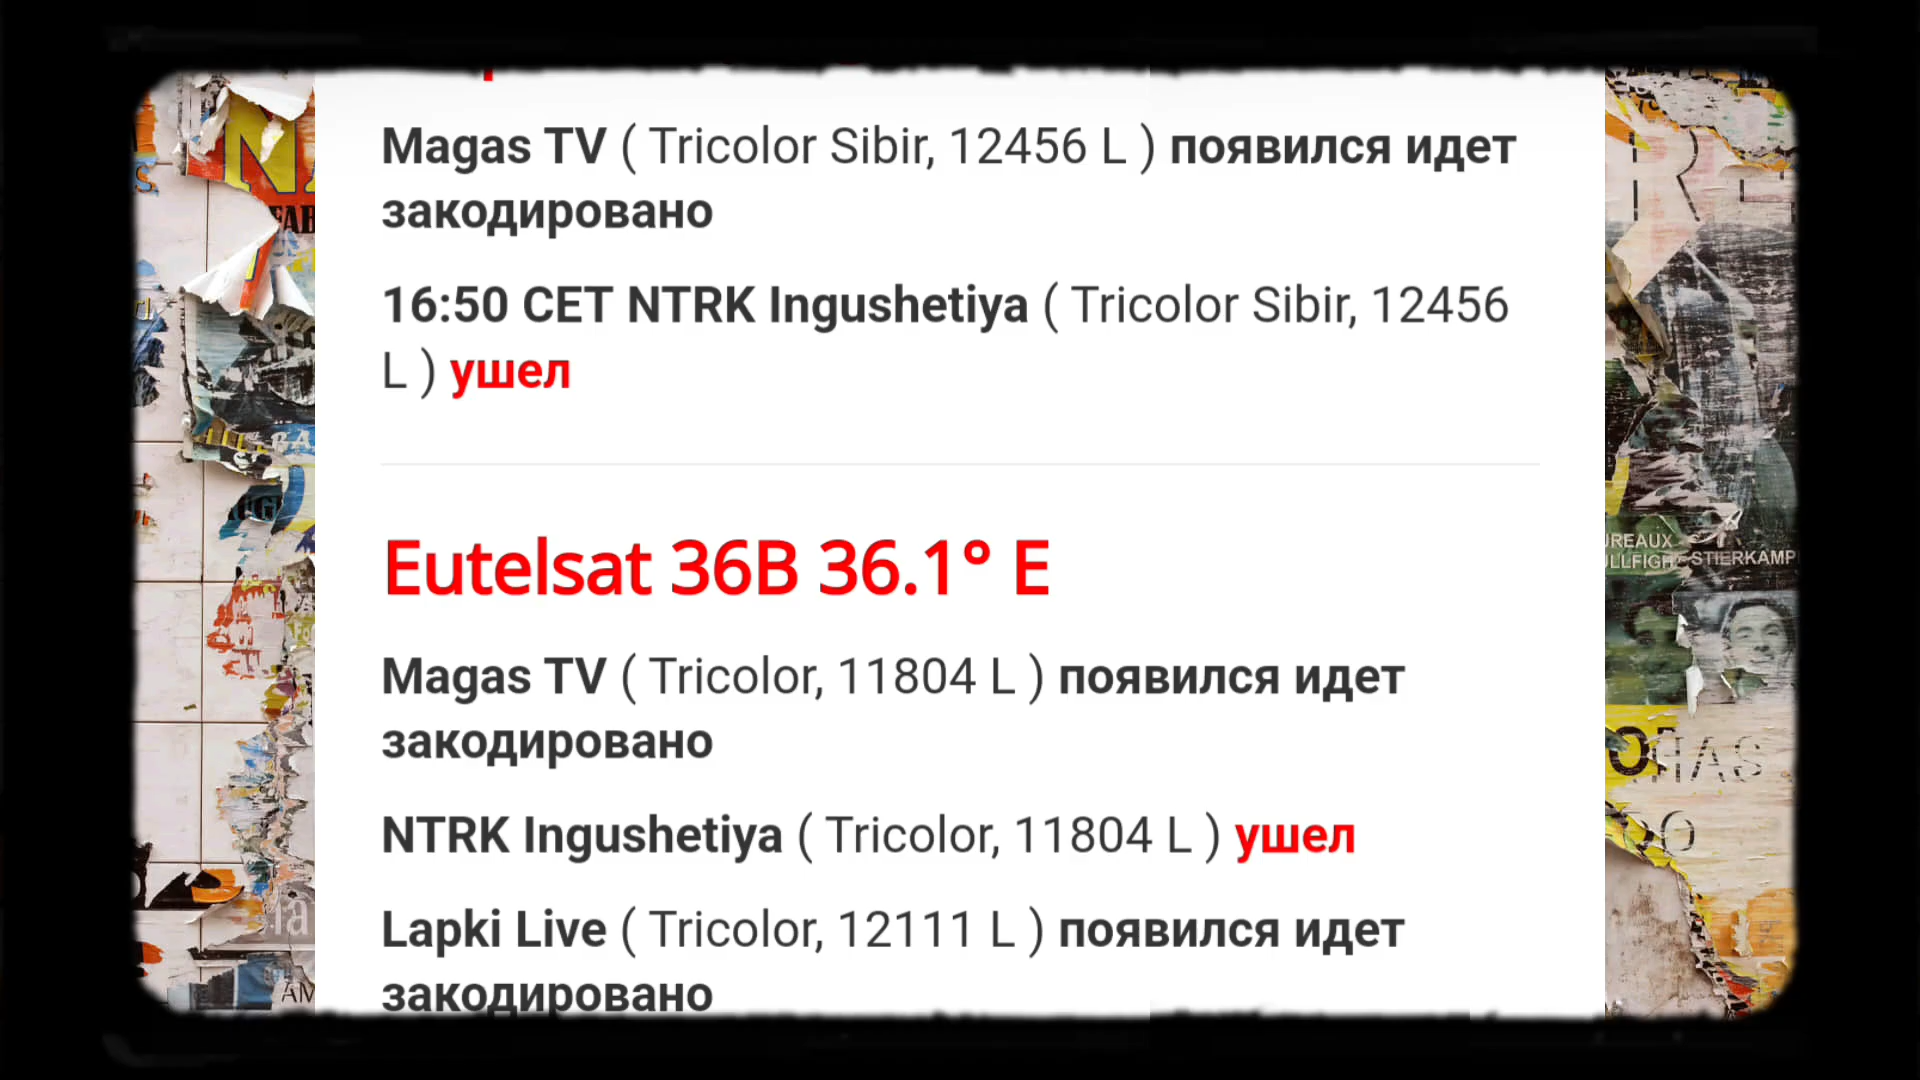 Magas TV ( Tricolor Sibir, 12456 L ) появился идет
закодировано
16:50 CET NTRK Ingushetiya ( Tricolor Sibir, 12456
L ) ушел
Eutelsat 36B 36.1° E
Magas TV ( Tricolor, 11804 L ) появился идет
закодировано
NTRK Ingushetiya ( Tricolor, 11804 L ) ушел
Lapki Live ( Tricolor, 12111 L ) появился идет
закодировано
STIERKAMP